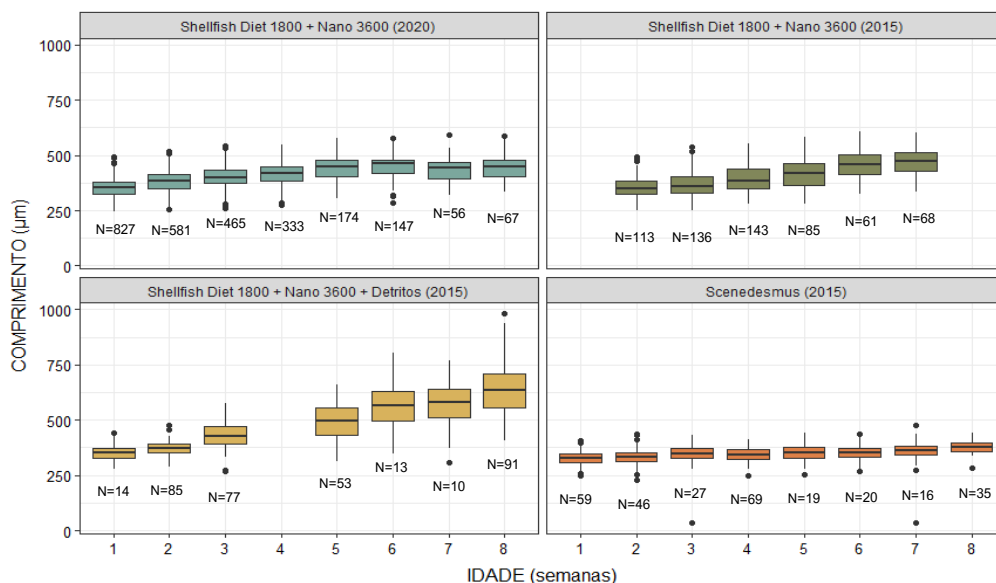 Shellfish Diet 1800 + Nano 3600 (2020)
Shellfish Diet 1800 + Nano 3600 (2015)
1000
750
500
250
0
N=827 N=581 N=465 N=333 N=174 N=147 N=56 N=67
N=113 N=136 N=143 N=85 N=61 N=68
COMPRIMENTO (µm)
Shellfish Diet 1800 + Nano 3600 + Detritos (2015)
Scenedesmus (2015)
1000
750
500
250
0
N=14 N=85 N=77 N=53 N=13 N=10 N=91
N=59 N=46 N=27 N=69 N=19 N=20 N=16 N=35
1 2 3 4 5 6 7 8
1 2 3 4 5 6 7 8
IDADE (semanas)